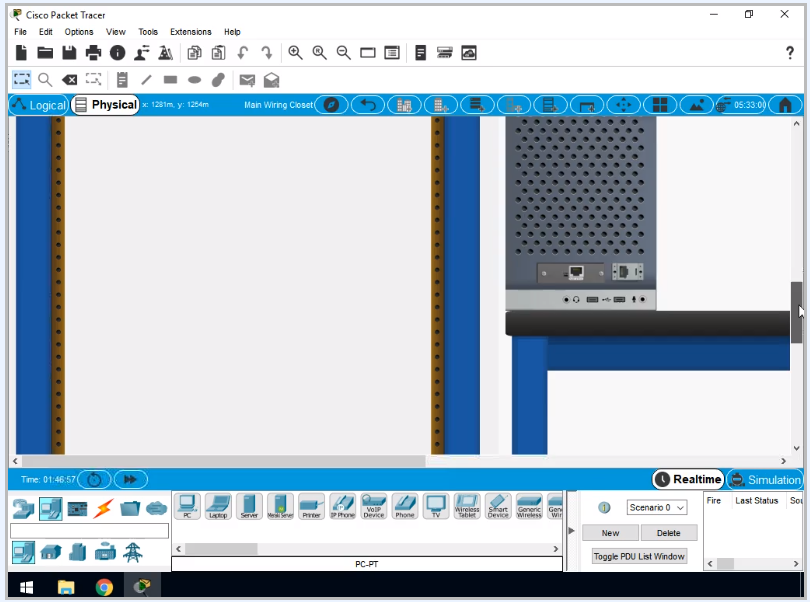 Cisco Packet Tracer
File Edit Options View Tools Extensions Help
?
Logical Physical x: 1281m, y: 1254m Main Wiring Closet 05:33:00
Time: 01:46:57 Realtime Simulation
PC Laptop Server Meraki Server Printer IP Phone VoIP Device Phone TV Wireless Tablet Smart Device Generic Wireless
PC-PT
Scenario 0
New Delete
Toggle PDU List Window
Fire Last Status Sou